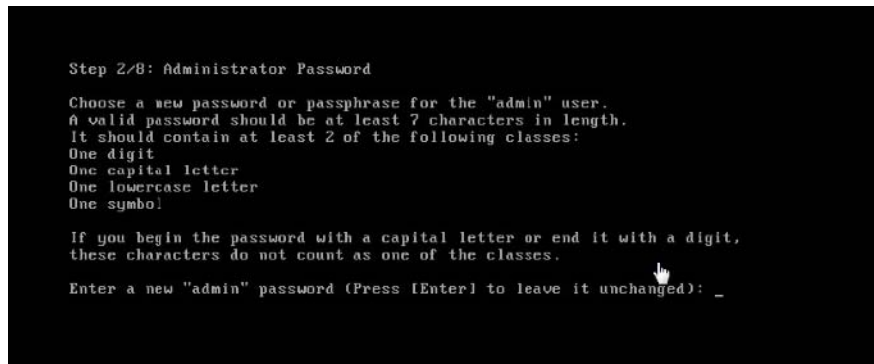 Step 2/8: Administrator Password
Choose a new password or passphrase for the "admin" user.
A valid password should be at least 7 characters in length.
It should contain at least 2 of the following classes:
One digit
One capital letter
One lowercase letter
One symbol
If you begin the password with a capital letter or end it with a digit,
these characters do not count as one of the classes.
Enter a new "admin" password (Press [Enter] to leave it unchanged): _